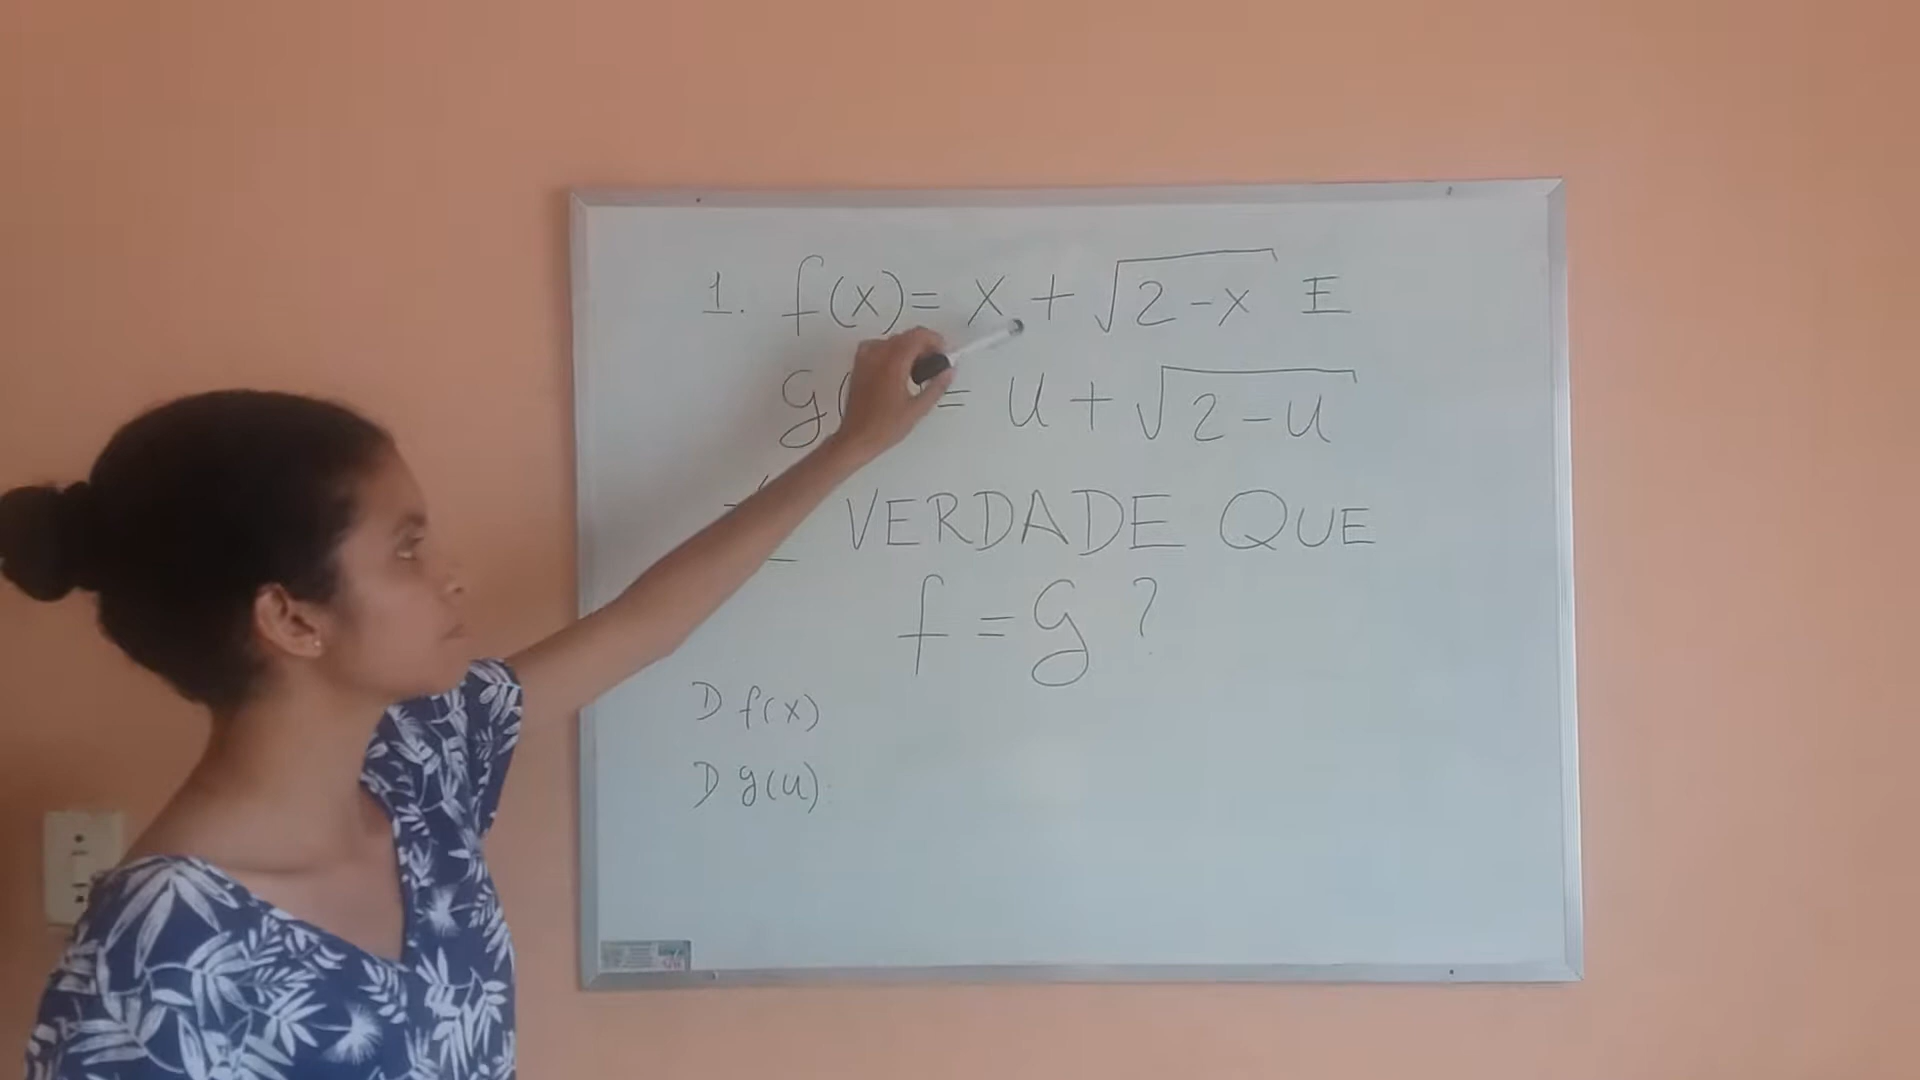 1. f(x) = x + √2-x E
g( = u + √2-u
VERDADE QUE
f = g ?
D f(x)
D g(u)